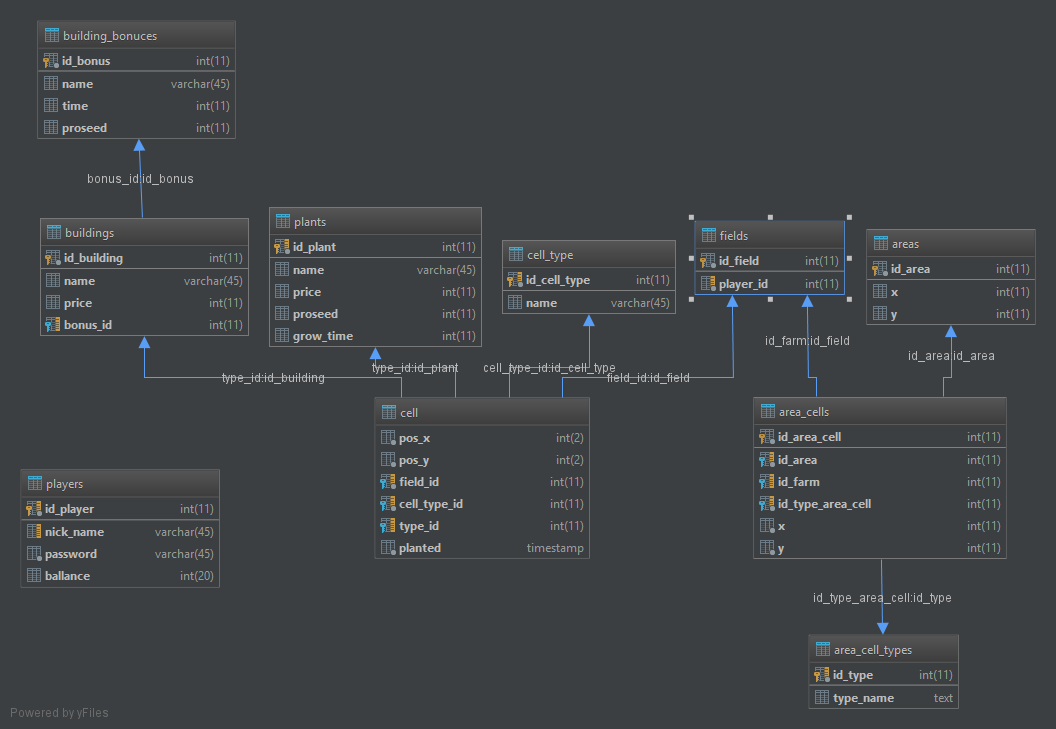 building_bonuces
id_bonus int(11)
name varchar(45)
time int(11)
proseed int(11)
bonus_id:id_bonus
buildings
id_building int(11)
name varchar(45)
price int(11)
bonus_id int(11)
plants
id_plant int(11)
name varchar(45)
price int(11)
proseed int(11)
grow_time int(11)
cell_type
id_cell_type int(11)
name varchar(45)
fields
id_field int(11)
player_id int(11)
areas
id_area int(11)
x int(11)
y int(11)
type_id:id_building
type_id:id_plant
cell_type_id:id_cell_type
field_id:id_field
id_farm:id_field
id_area:id_area
cell
pos_x int(2)
pos_y int(2)
field_id int(11)
cell_type_id int(11)
type_id int(11)
planted timestamp
area_cells
id_area_cell int(11)
id_area int(11)
id_farm int(11)
id_type_area_cell int(11)
x int(11)
y int(11)
players
id_player int(11)
nick_name varchar(45)
password varchar(45)
ballance int(20)
id_type_area_cell:id_type
area_cell_types
id_type int(11)
type_name text
Powered by yFiles